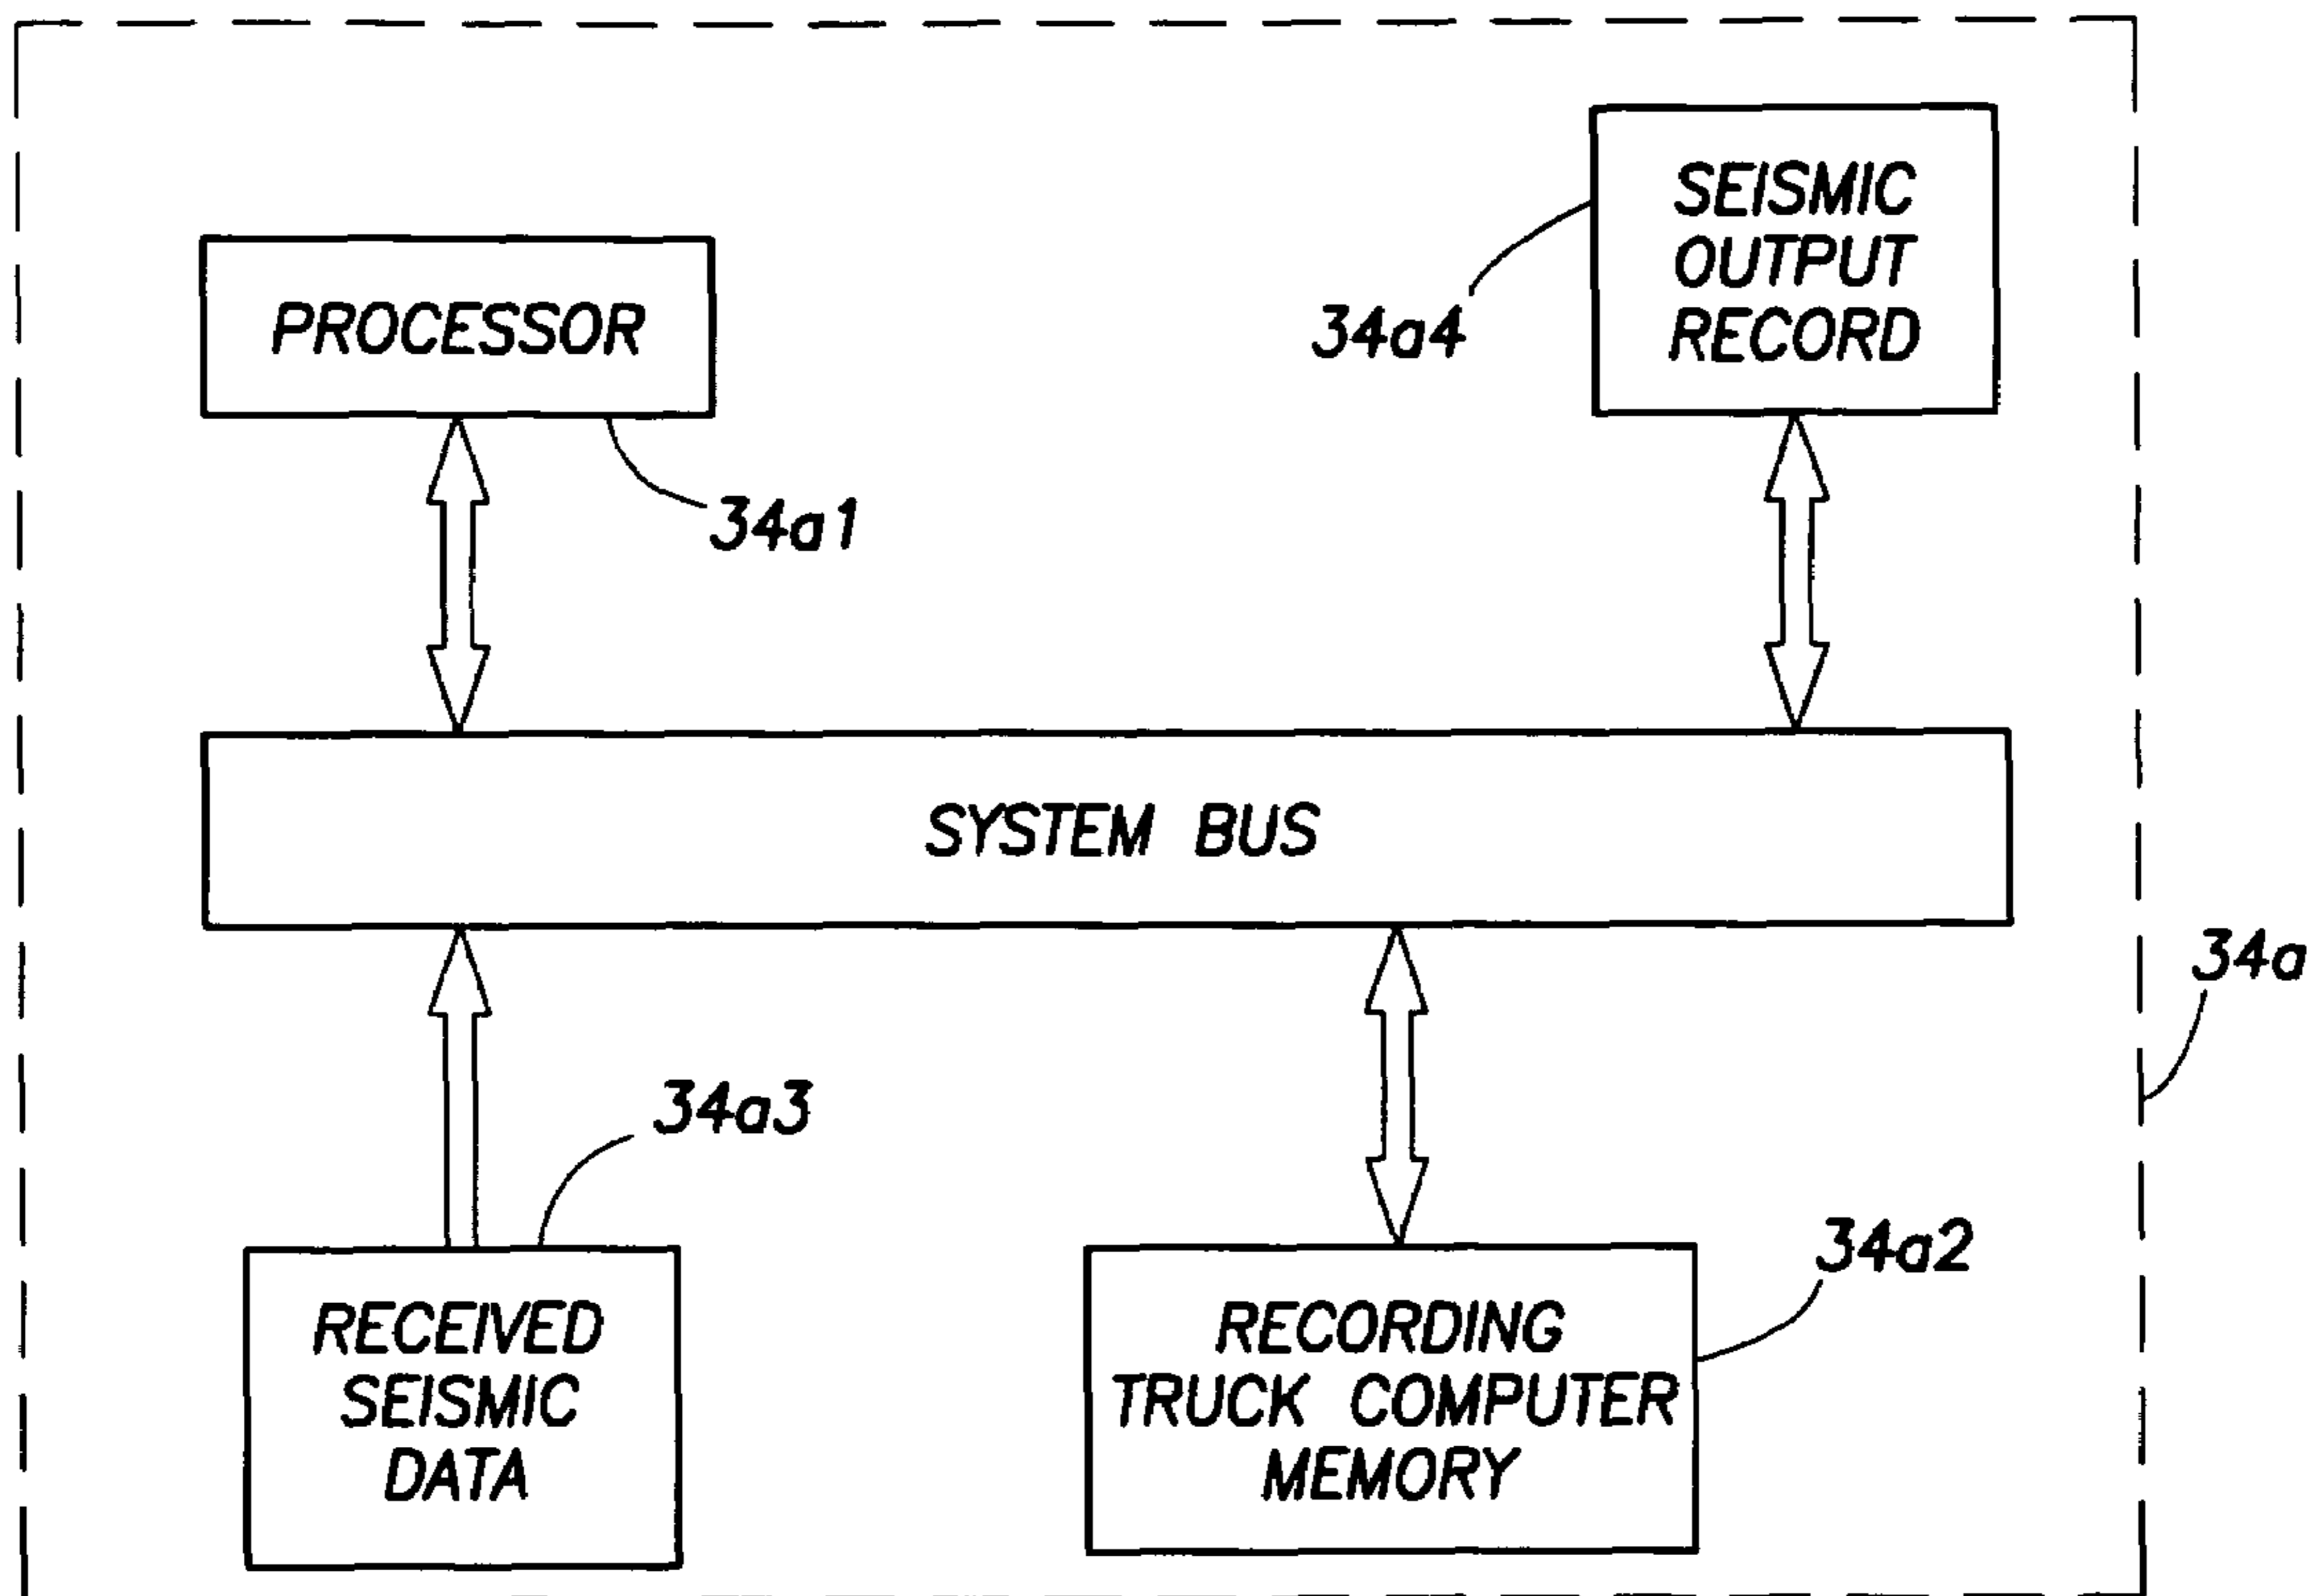 SEISMIC
OUTPUT
RECORD
PROCESSOR
34a4
34a1
SYSTEM BUS
34a
34a3
34a2
RECEIVED
SEISMIC
DATA
RECORDING
TRUCK COMPUTER
MEMORY